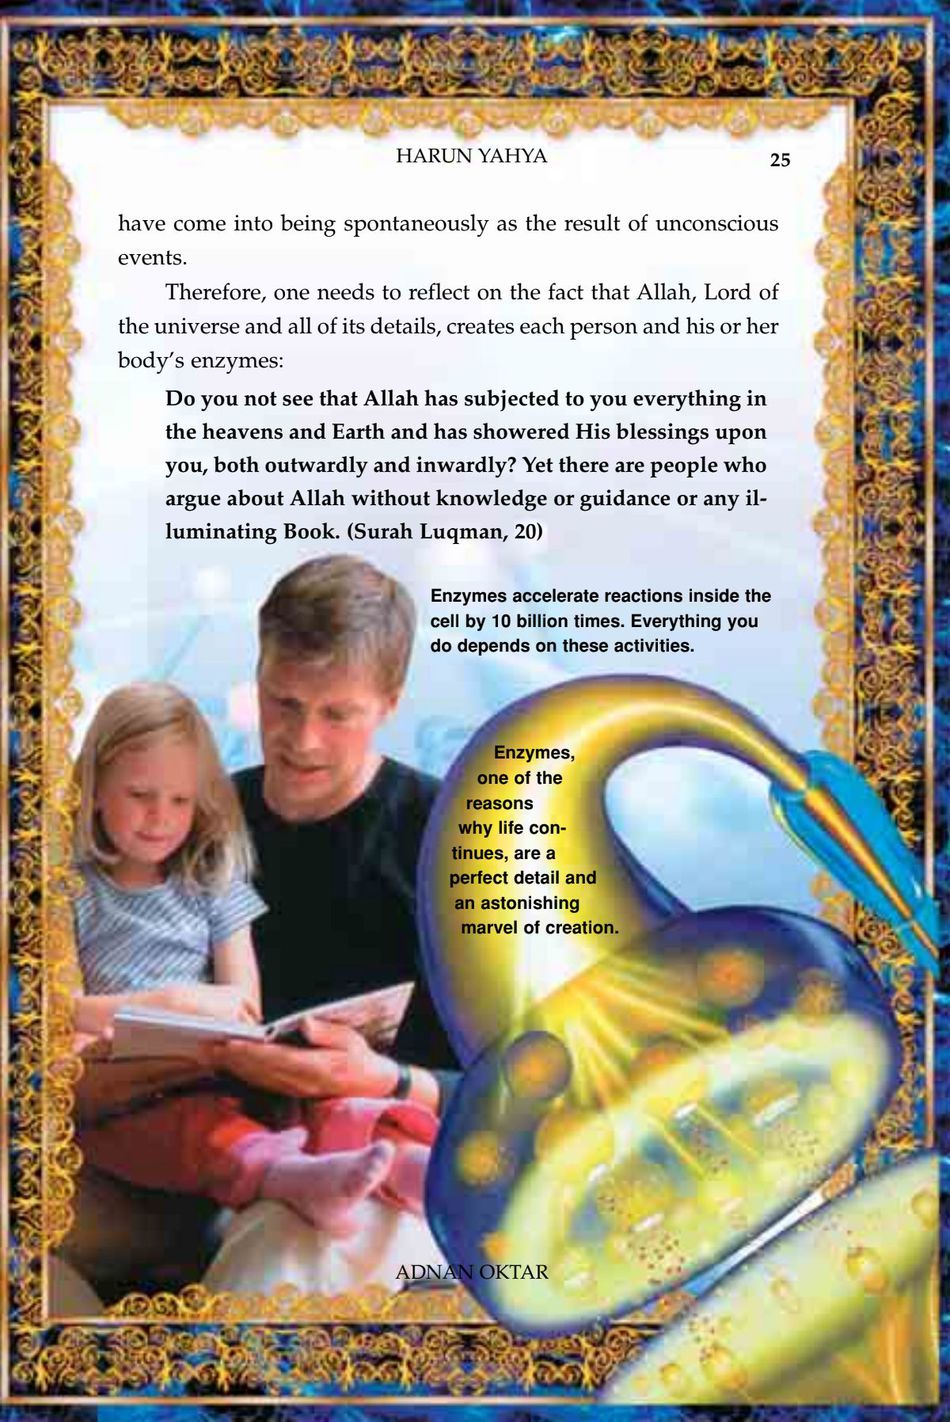 HARUN YAHYA
25
have come into being spontaneously as the result of unconscious
events.
Therefore, one needs to reflect on the fact that Allah, Lord of
the universe and all of its details, creates each person and his or her
body's enzymes:
Do you not see that Allah has subjected to you everything in
the heavens and Earth and has showered His blessings upon
you, both outwardly and inwardly? Yet there are people who
argue about Allah without knowledge or guidance or any il-
luminating Book. (Surah Luqman, 20)
Enzymes accelerate reactions inside the
cell by 10 billion times. Everything you
do depends on these activities.
Enzymes,
one of the
reasons
why life con-
tinues, are a
perfect detail and
an astonishing
marvel of creation.
ADNAN OKTAR